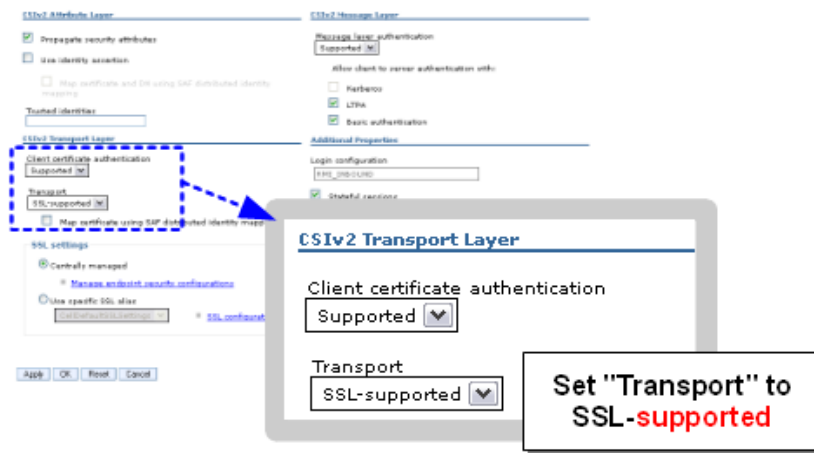 CSIv2 Attribute Layer
Propagate security attributes
Use identity assertion
Map certificate and DN using SAF distributed identity
mapping
Trusted identities
CSIv2 Transport Layer
Client certificate authentication
Supported
Transport
SSL-supported
Map certificate using SAF distributed identity mapp
SSL settings
Centrally managed
Manage endpoint security configurations
Use specific SSL alias
CellDefaultSSLSettings
SSL configurat
Apply OK Reset Cancel
CSIv2 Message Layer
Message layer authentication
Supported
Allow client to server authentication with:
Kerberos
LTPA
Basic authentication
Additional Properties
Login configuration
RMI_INBOUND
Stateful sessions
CSIv2 Transport Layer
Client certificate authentication
Supported
Transport
SSL-supported
Set "Transport" to
SSL-supported